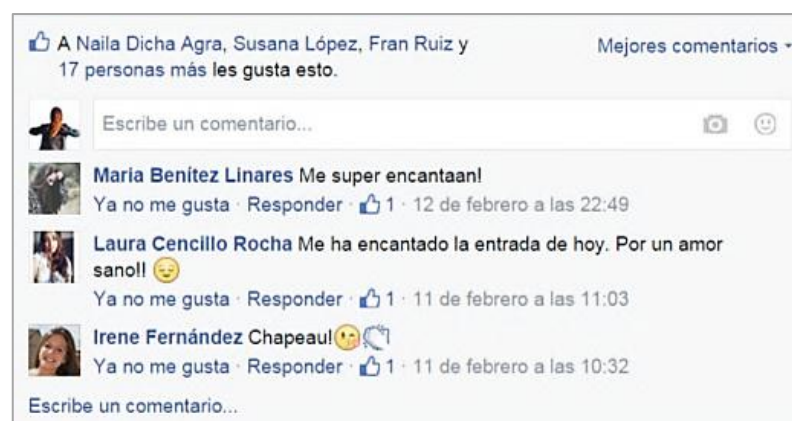 A Naila Dicha Agra, Susana López, Fran Ruiz y
17 personas más les gusta esto.
Mejores comentarios
Escribe un comentario...
Maria Benítez Linares Me super encantaan!
Ya no me gusta · Responder · 1 · 12 de febrero a las 22:49
Laura Cencillo Rocha Me ha encantado la entrada de hoy. Por un amor
sano!!
Ya no me gusta · Responder · 1 · 11 de febrero a las 11:03
Irene Fernández Chapeau!
Ya no me gusta · Responder · 1 · 11 de febrero a las 10:32
Escribe un comentario...